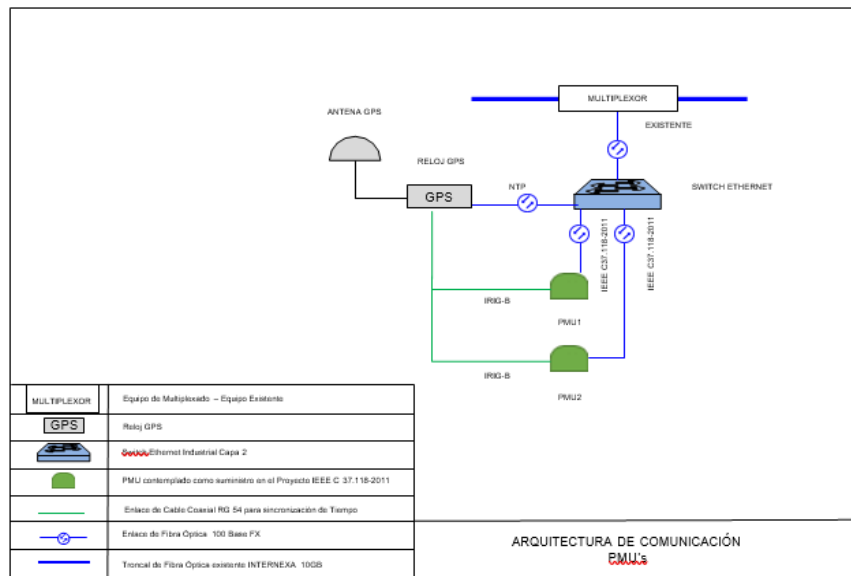 MULTIPLEXOR
ANTENA GPS
EXISTENTE
RELOJ GPS
GPS
NTP
SWITCH ETHERNET
IEEE C37.118-2011
IEEE C37.118-2011
IRIG-B
PMU1
IRIG-B
PMU2
MULTIPLEXOR Equipo de Multiplexado – Equipo Existente
GPS Reloj GPS
Switch Ethernet Industrial Capa 2
PMU contemplado como suministro en el Proyecto IEEE C 37.118-2011
Enlace de Cable Coaxial RG 54 para sincronización de Tiempo
Enlace de Fibra Optica 100 Base FX
Troncal de Fibra Óptica existente INTERNEXA 10GB
ARQUITECTURA DE COMUNICACIÓN
PMU's